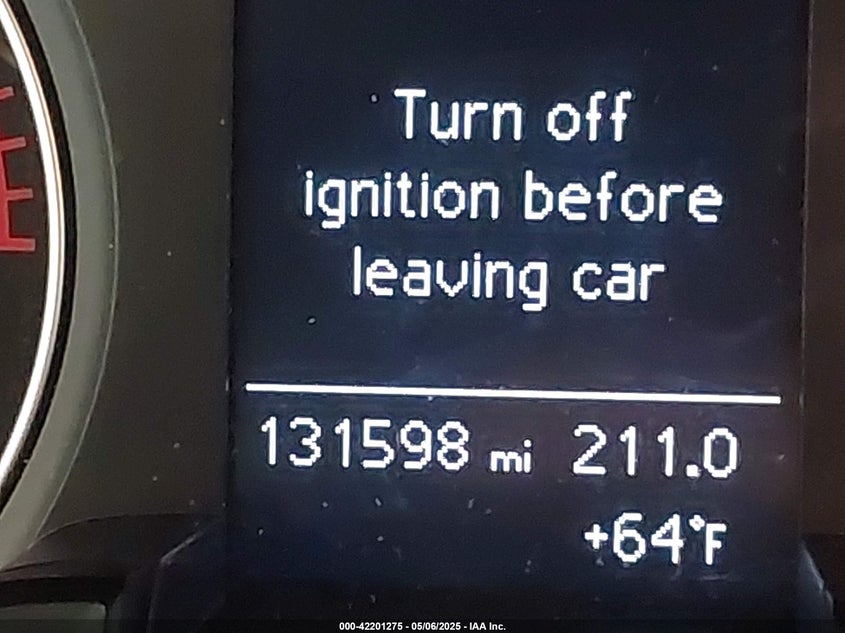 Turn off
ignition before
leaving car
131598 mi 211.0
+64°F
000-42201275 - 05/06/2025 - IAA Inc.